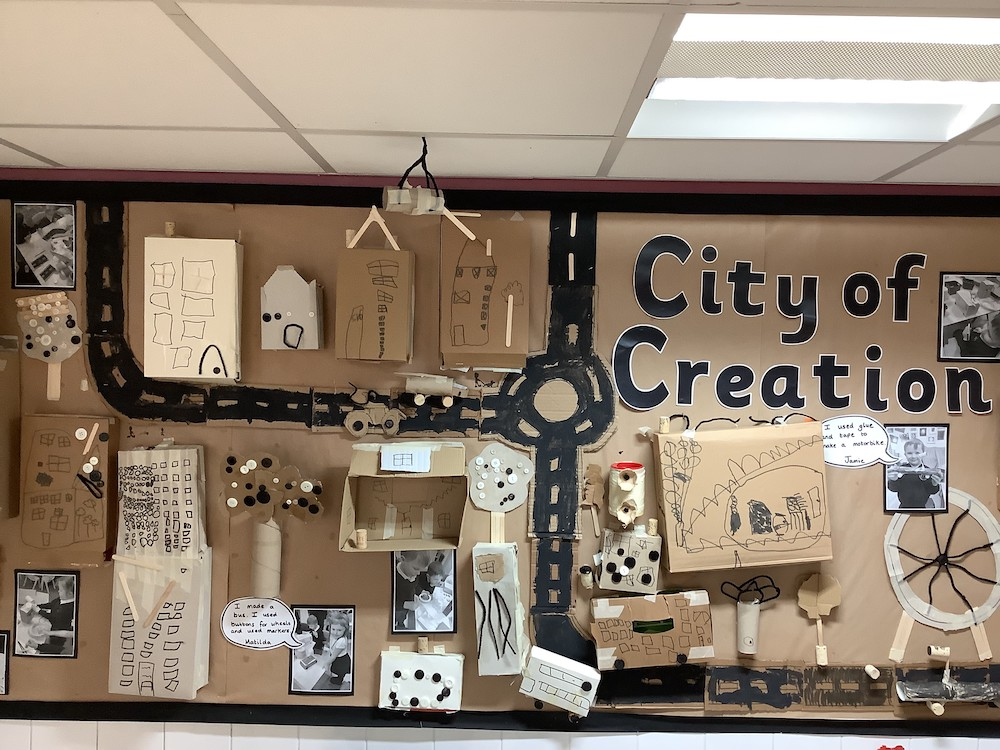 City of
Creation
I used glue
and tape to
make a motorbike.
Jamie
I made a
bus. I used
buttons for wheels
and used markers
Matilda